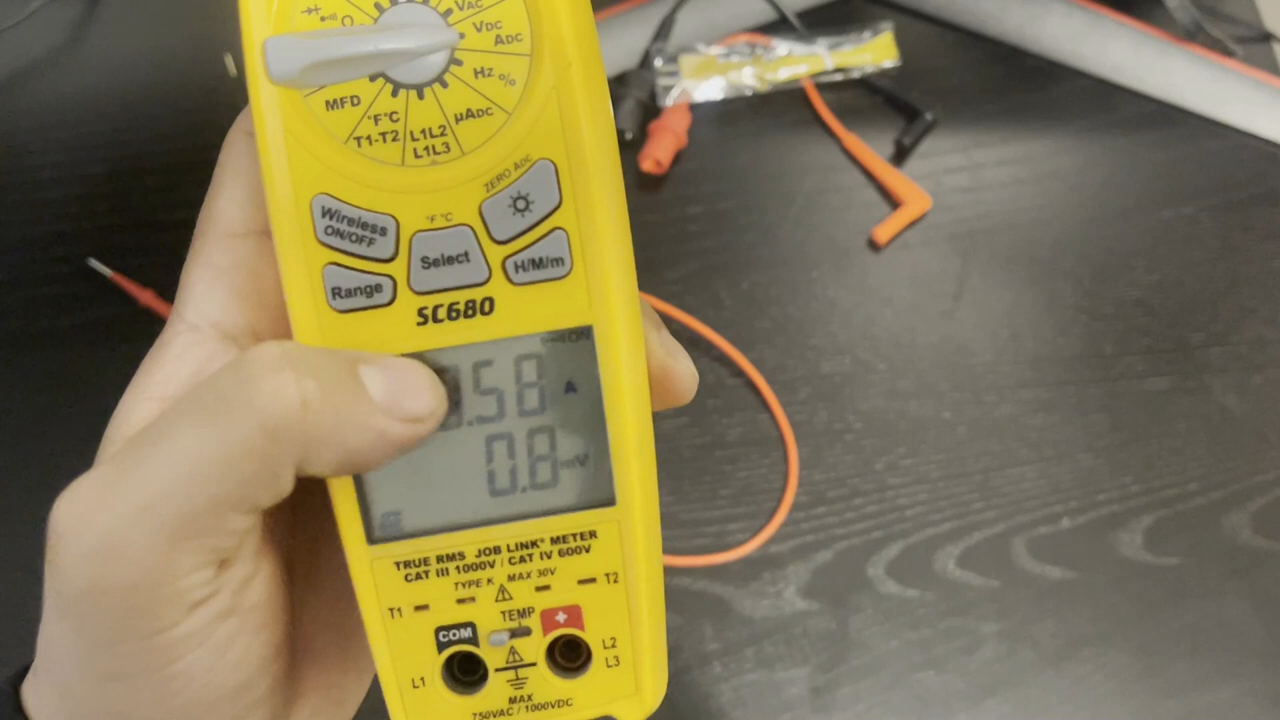 VAC
VDC
ADC
Hz %
µADC
L1L2
L1L3
°F°C
T1-T2
MFD
Ω
ZERO ADC
Wireless
ON/OFF
°F °C
Select
H/M/m
Range
SC680
ON
.58 A
0.8 mV
TRUE RMS JOB LINK® METER
CAT III 1000V / CAT IV 600V
TYPE K MAX 30V
T1 T2
TEMP
COM +
L1
L2
L3
MAX
750VAC / 1000VDC